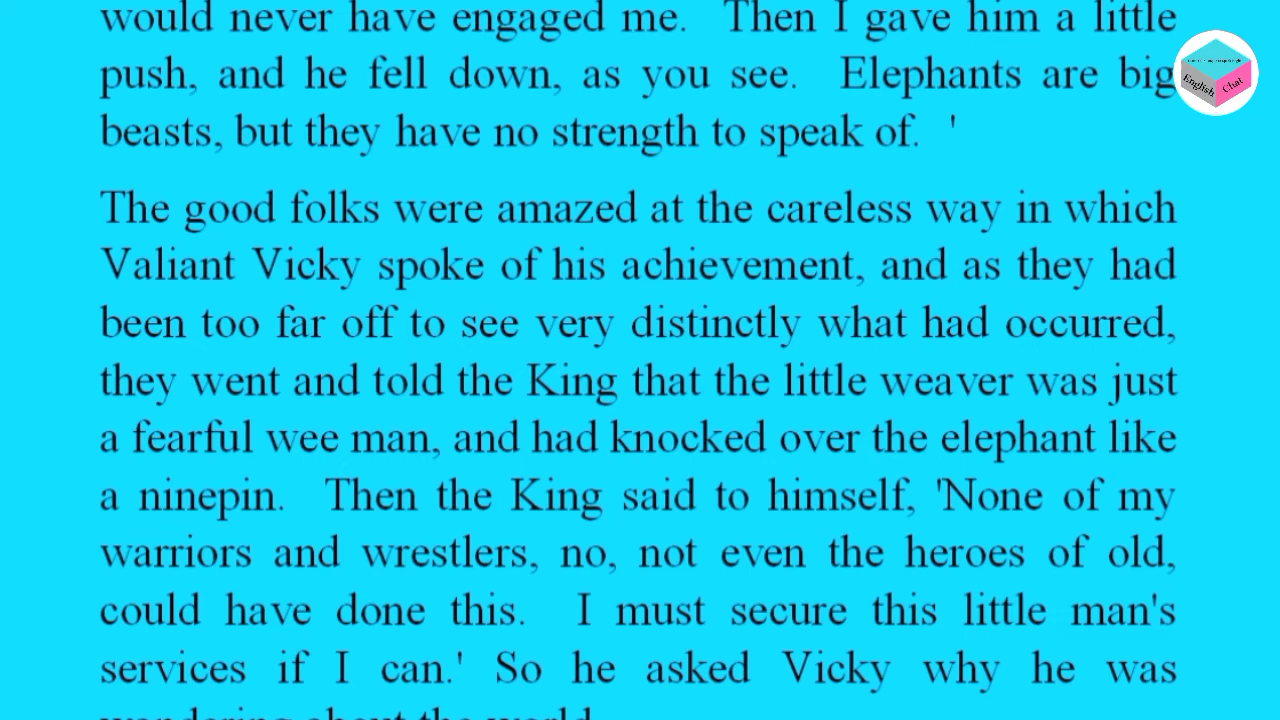 would never have engaged me.  Then I gave him a little
push, and he fell down, as you see.  Elephants are big
beasts, but they have no strength to speak of.  '
The good folks were amazed at the careless way in which
Valiant Vicky spoke of his achievement, and as they had
been too far off to see very distinctly what had occurred,
they went and told the King that the little weaver was just
a fearful wee man, and had knocked over the elephant like
a ninepin.  Then the King said to himself, 'None of my
warriors and wrestlers, no, not even the heroes of old,
could have done this.  I must secure this little man's
services if I can.' So he asked Vicky why he was
wandering about the world.
English
Chat